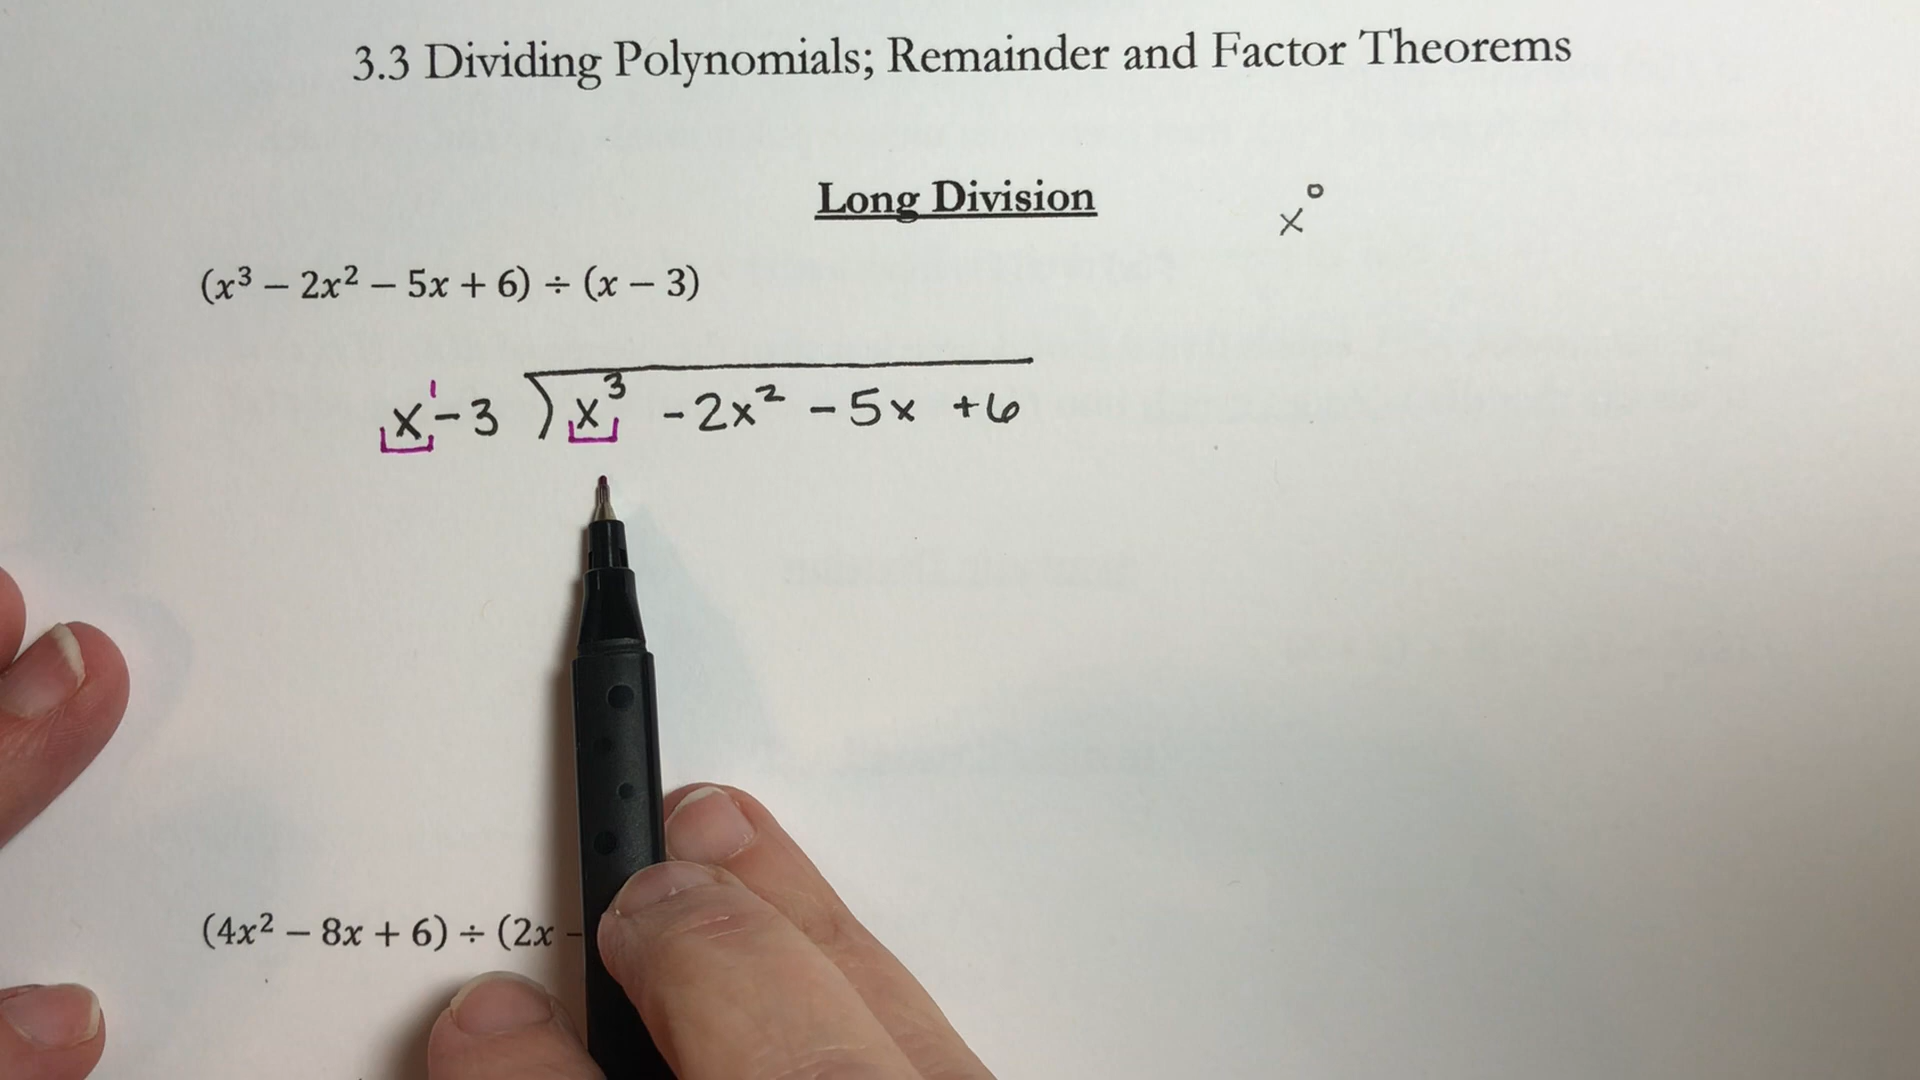 3.3 Dividing Polynomials; Remainder and Factor Theorems
Long Division
x⁰
(x³ – 2x² – 5x + 6) ÷ (x – 3)
x¹-3 )x³ -2x² -5x +6
(4x² – 8x + 6) ÷ (2x –